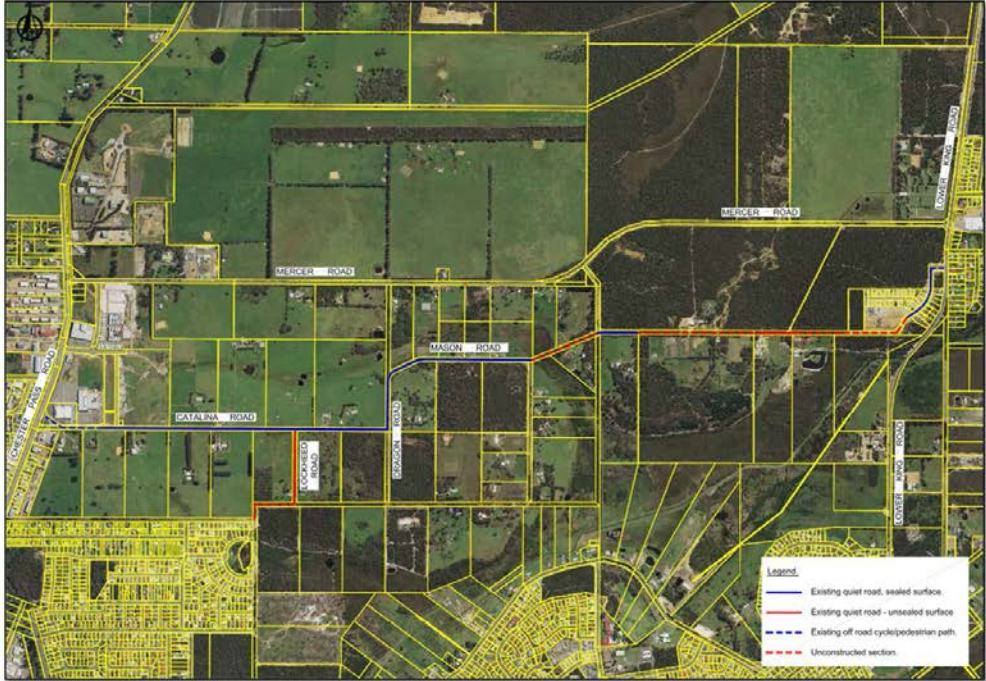 LOWER KING ROAD
MERCER ROAD
MERCER ROAD
MASON ROAD
CHESTER PASS ROAD
CATALINA ROAD
DRAGON ROAD
LOCKHEED
ROAD
LOWER KING ROAD
Legend.
Existing quiet road, sealed surface.
Existing quiet road - unsealed surface
Existing off road cycle/pedestrian path.
Unconstructed section.